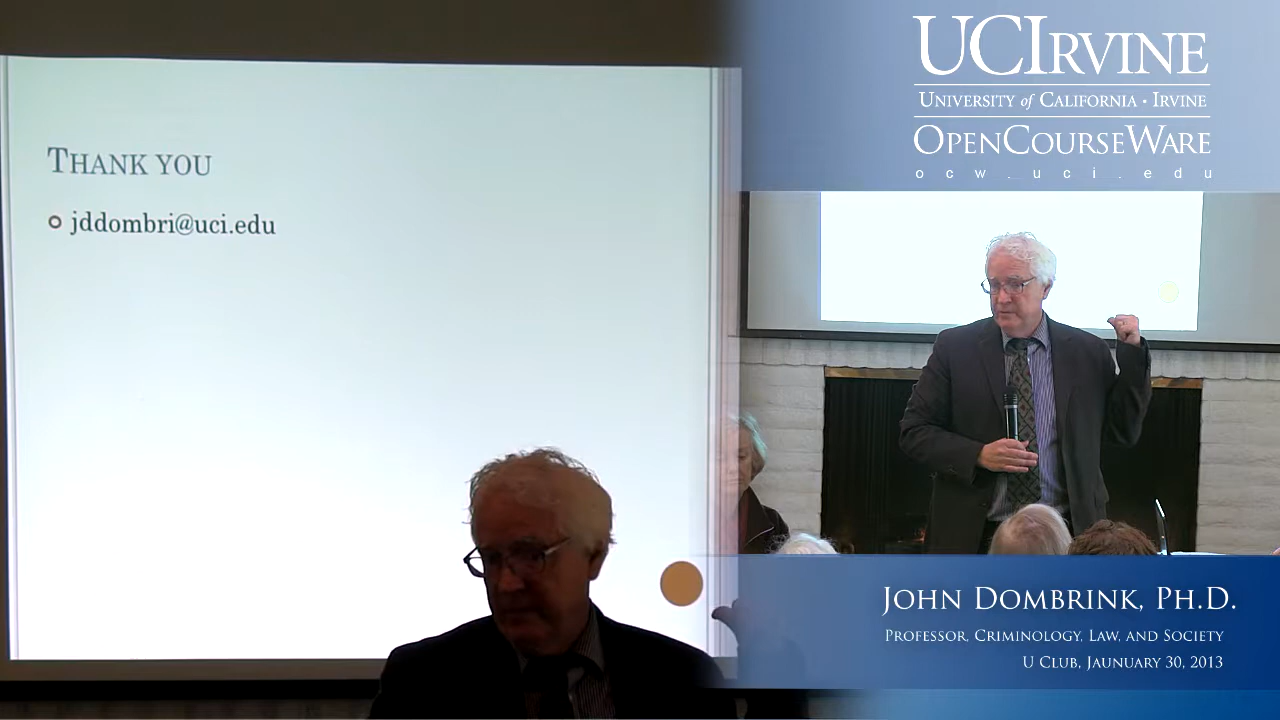 THANK YOU
jddombri@uci.edu
UCIRVINE
UNIVERSITY of CALIFORNIA • IRVINE
OPENCOURSEWARE
ocw.uci.edu
JOHN DOMBRINK, PH.D.
PROFESSOR, CRIMINOLOGY, LAW, AND SOCIETY
U CLUB, JAUNUARY 30, 2013